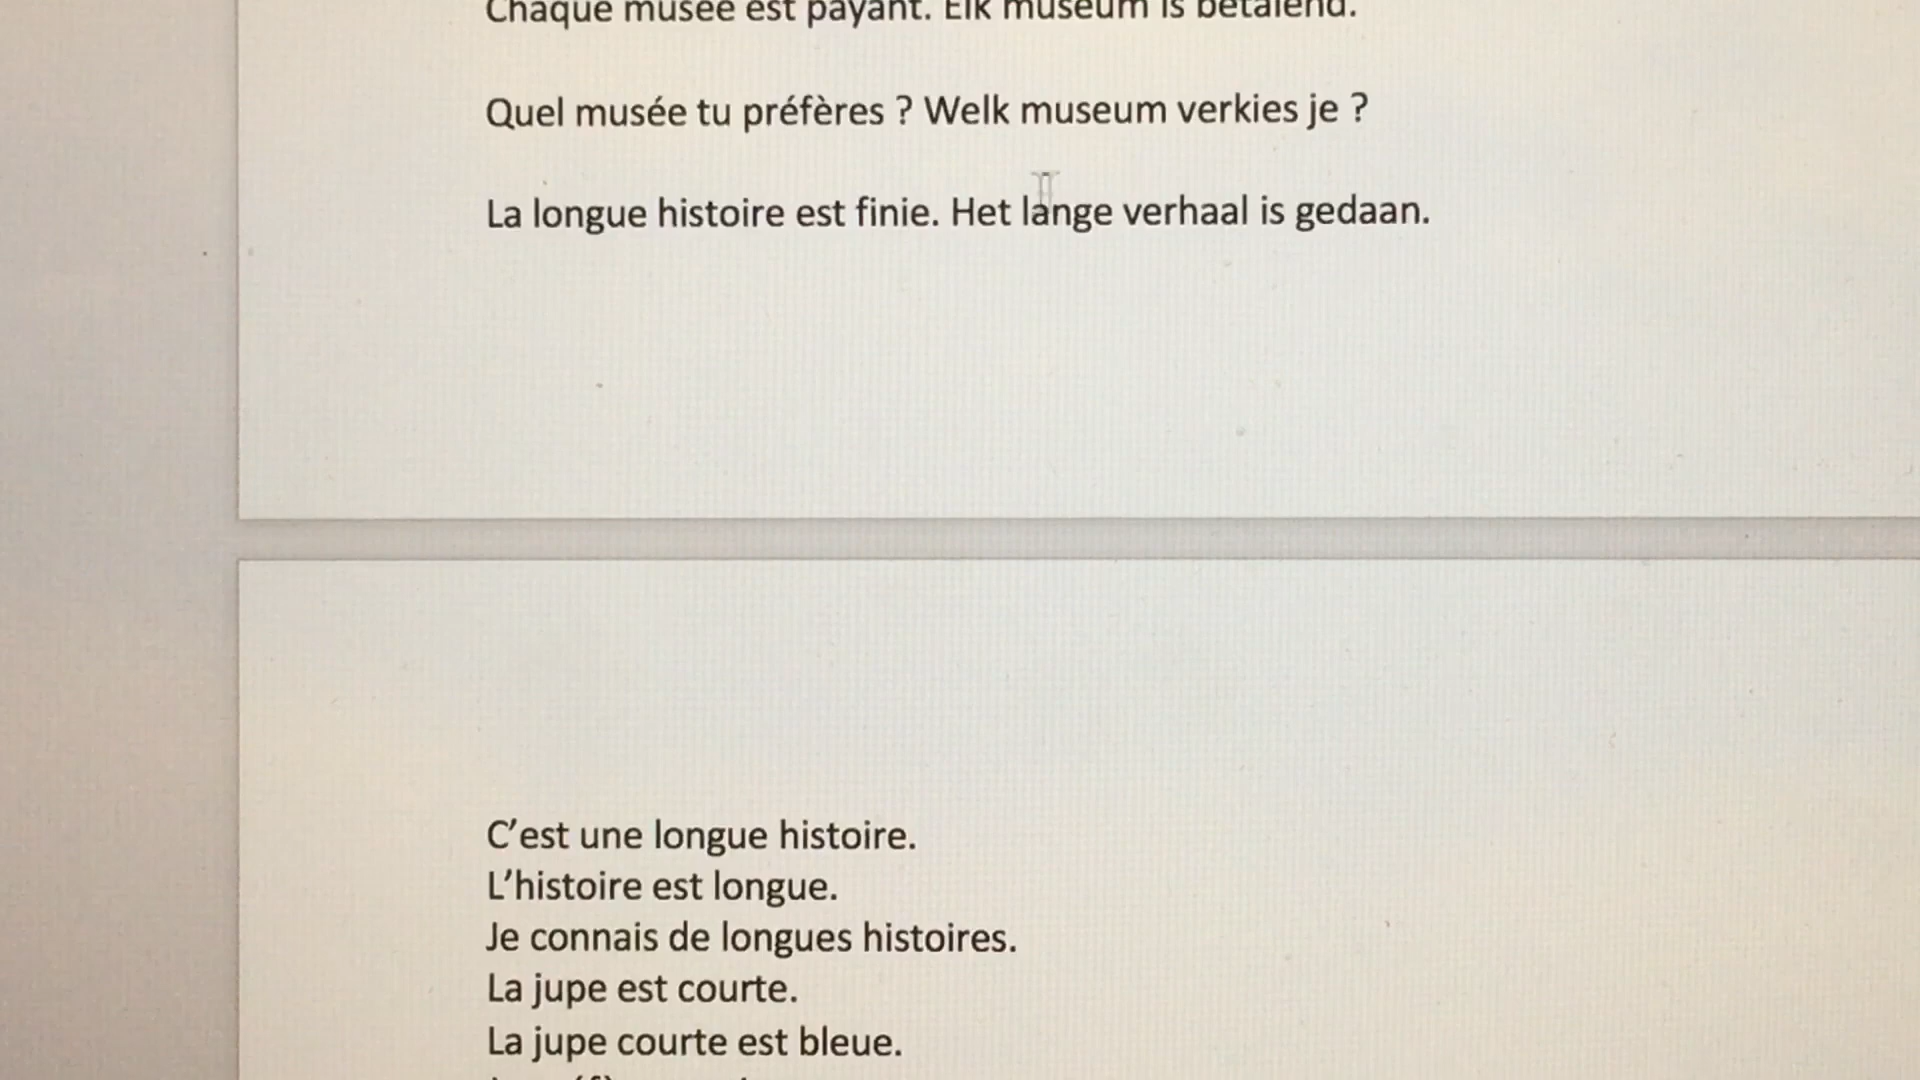 Chaque musée est payant. Elk museum is betalend.
Quel musée tu préfères ? Welk museum verkies je ?
La longue histoire est finie. Het lange verhaal is gedaan.
C’est une longue histoire.
L’histoire est longue.
Je connais de longues histoires.
La jupe est courte.
La jupe courte est bleue.